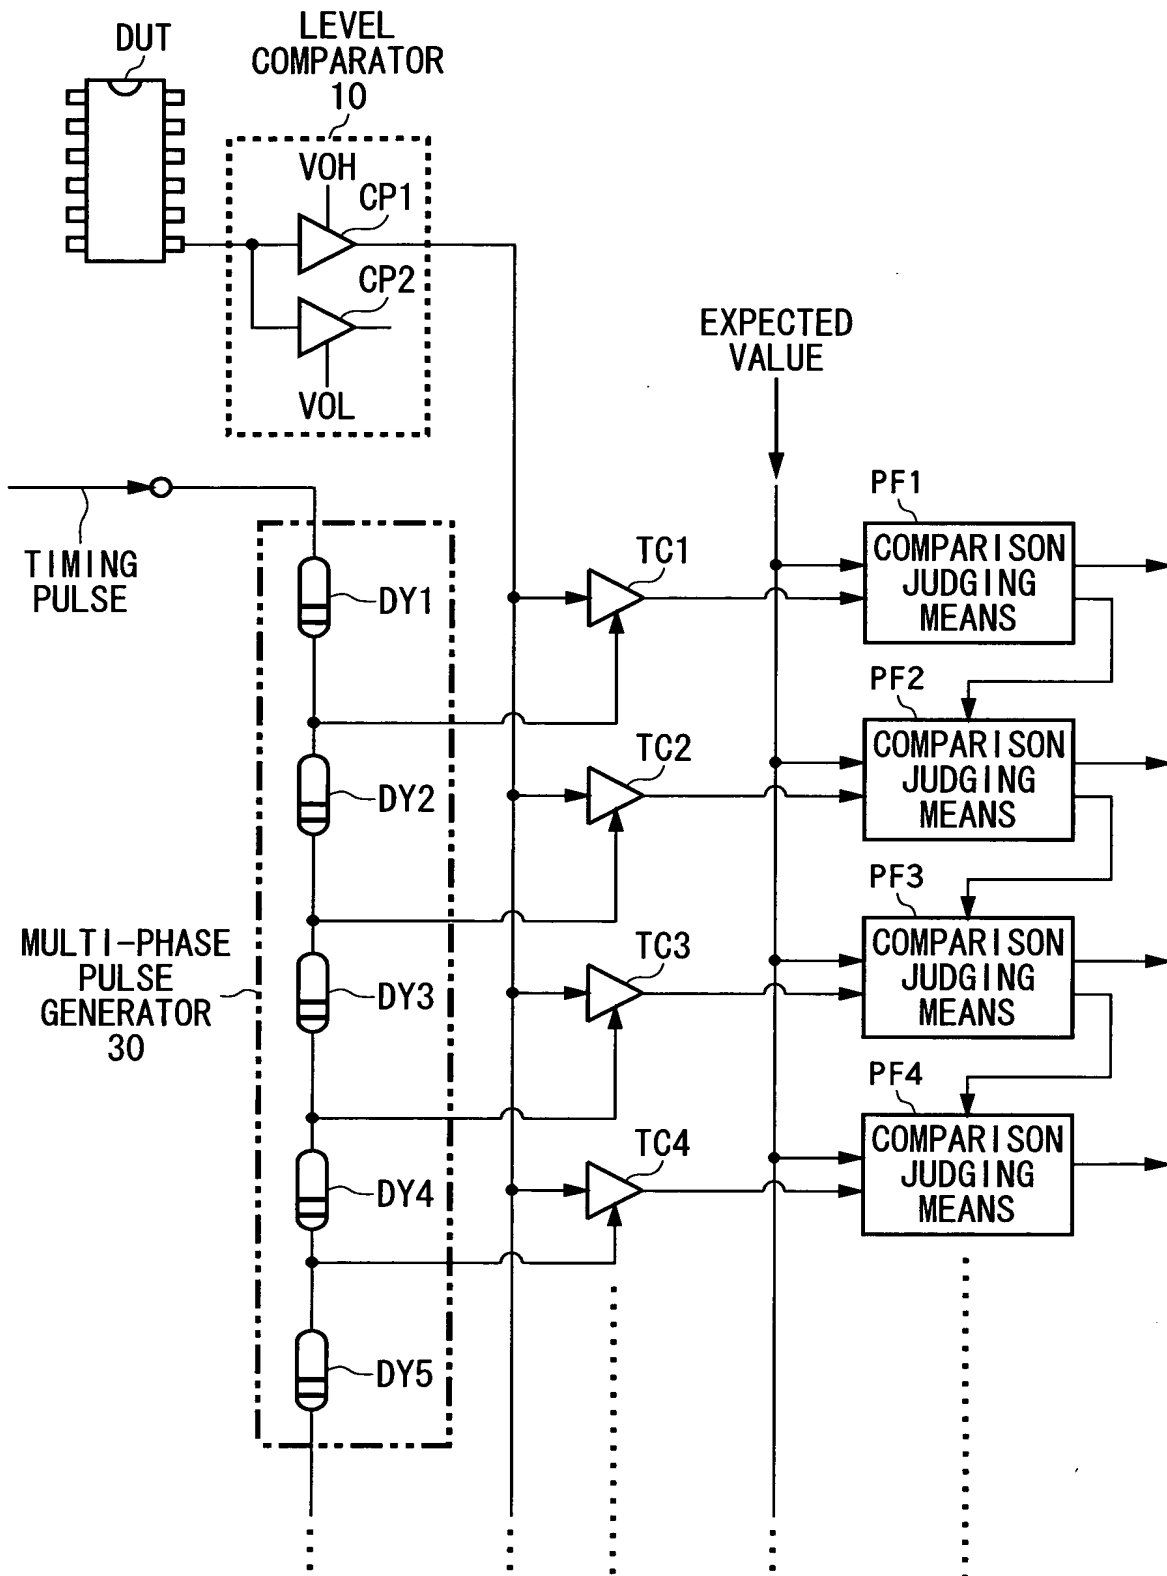 DUT
LEVEL
COMPARATOR
10
VOH
CP1
CP2
VOL
EXPECTED
VALUE
TIMING
PULSE
DY1
TC1
PF1
COMPARISON
JUDGING
MEANS
DY2
TC2
PF2
COMPARISON
JUDGING
MEANS
MULTI-PHASE
PULSE
GENERATOR
30
DY3
TC3
PF3
COMPARISON
JUDGING
MEANS
DY4
TC4
PF4
COMPARISON
JUDGING
MEANS
DY5